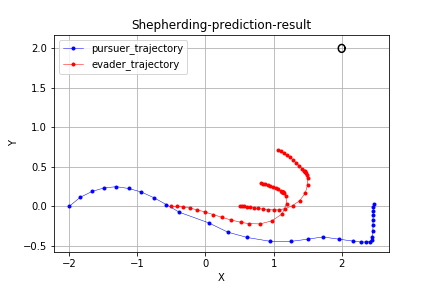 Shepherding-prediction-result
pursuer_trajectory
evader_trajectory
2.0
1.5
1.0
0.5
0.0
−0.5
Y
−2
−1
0
1
2
X